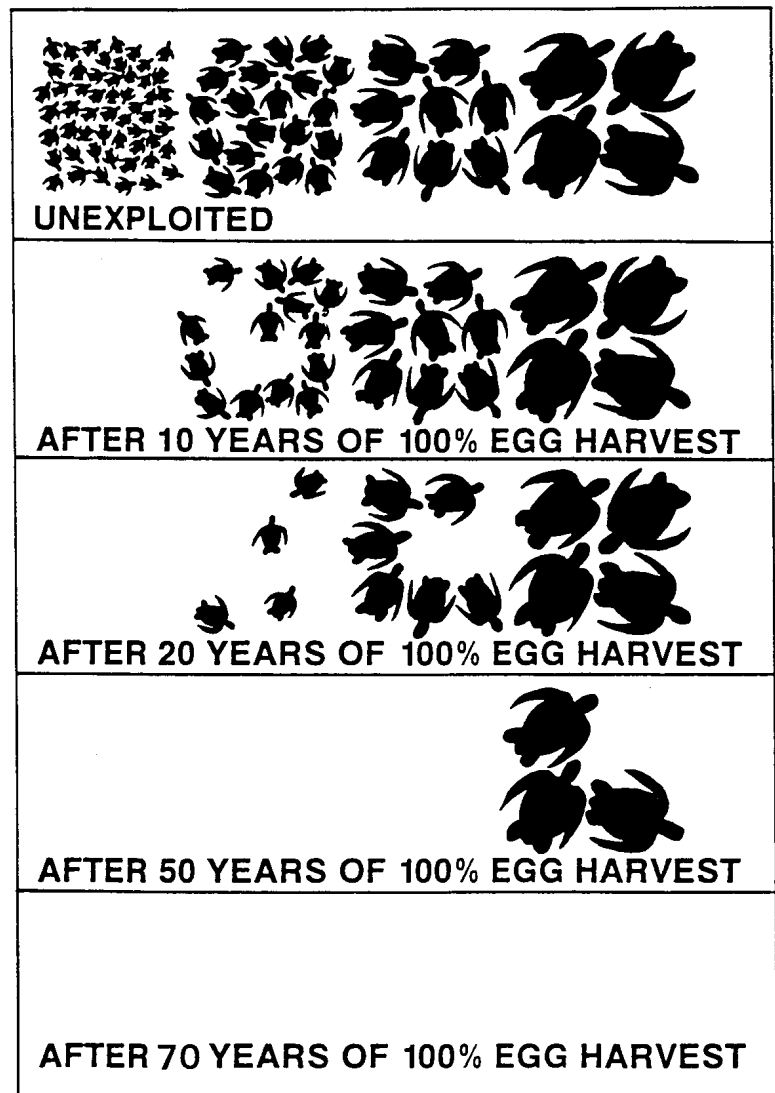 UNEXPLOITED
AFTER 10 YEARS OF 100% EGG HARVEST
AFTER 20 YEARS OF 100% EGG HARVEST
AFTER 50 YEARS OF 100% EGG HARVEST
AFTER 70 YEARS OF 100% EGG HARVEST